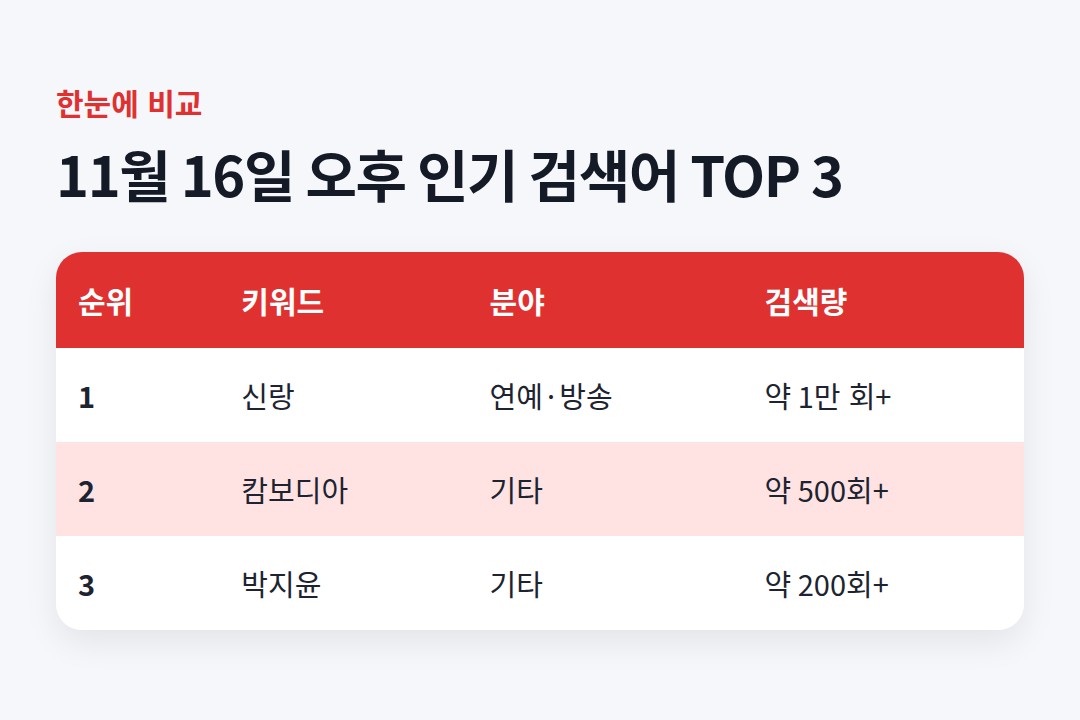 한눈에 비교
11월 16일 오후 인기 검색어 TOP 3
순위 키워드 분야 검색량
1 신랑 연예·방송 약 1만 회+
2 캄보디아 기타 약 500회+
3 박지윤 기타 약 200회+